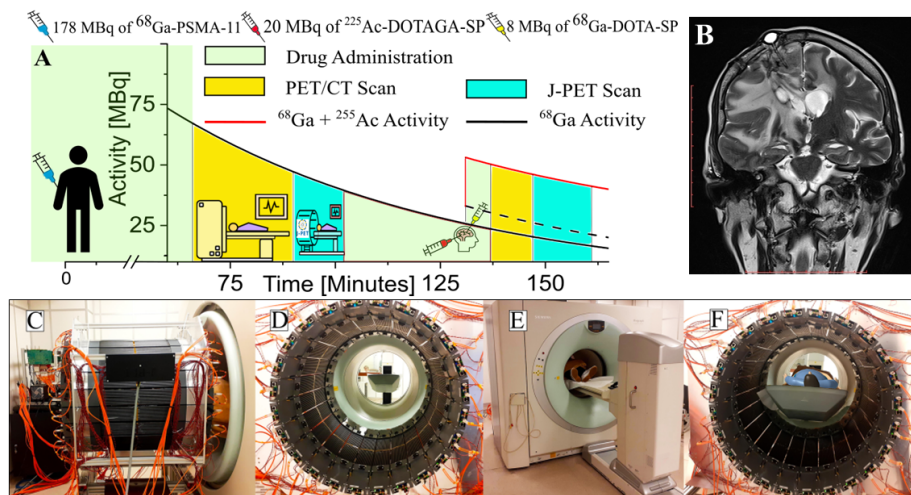 178 MBq of ⁶⁸Ga-PSMA-11 20 MBq of ²²⁵Ac-DOTAGA-SP 8 MBq of ⁶⁸Ga-DOTA-SP
A
Drug Administration
PET/CT Scan J-PET Scan
⁶⁸Ga + ²⁵⁵Ac Activity ⁶⁸Ga Activity
Activity [MBq]
75
50
25
J-PET
0 75 125 150
Time [Minutes]
B
C D E F